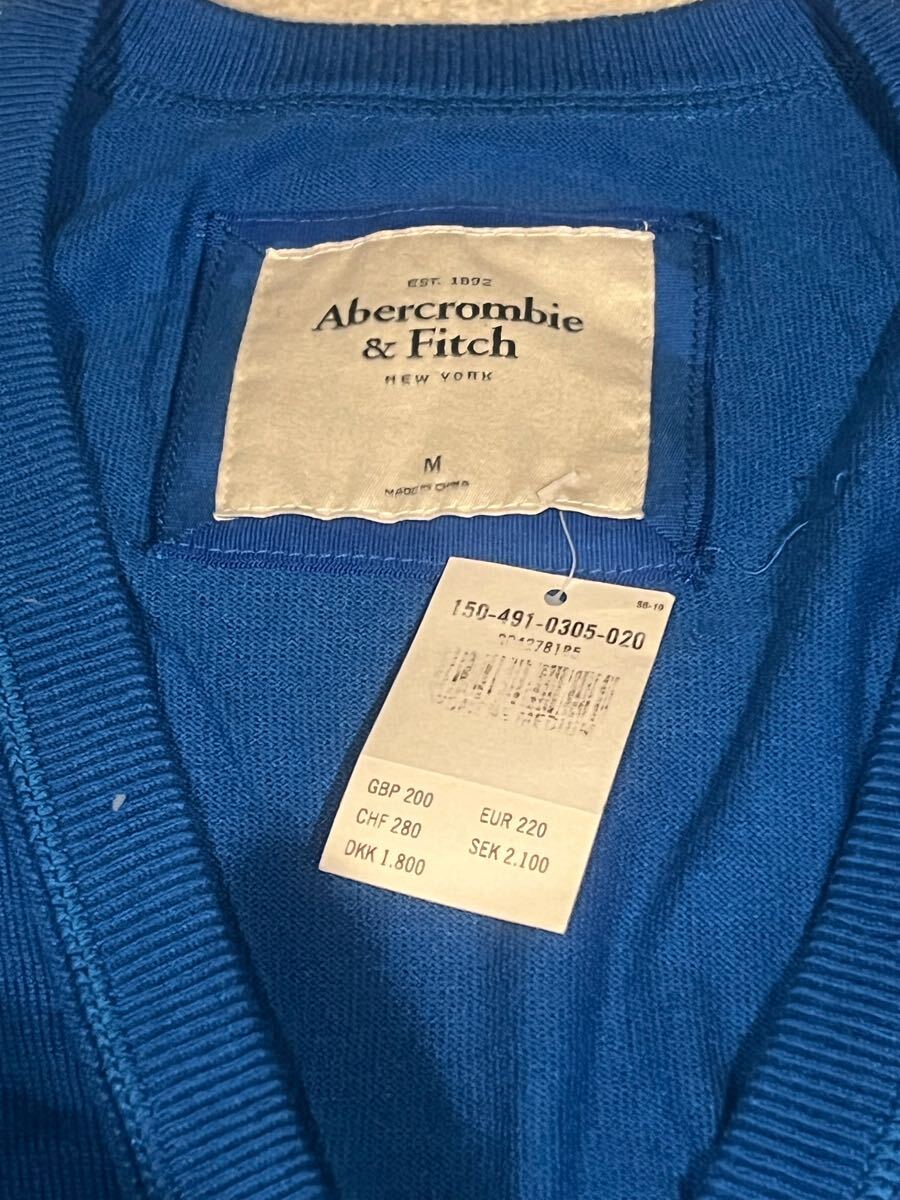 EST. 1892
Abercrombie
& Fitch
NEW YORK
M
MADE IN CHINA
150-491-0305-020
MEDIUM
GBP 200
EUR 220
CHF 280
SEK 2.100
DKK 1.800